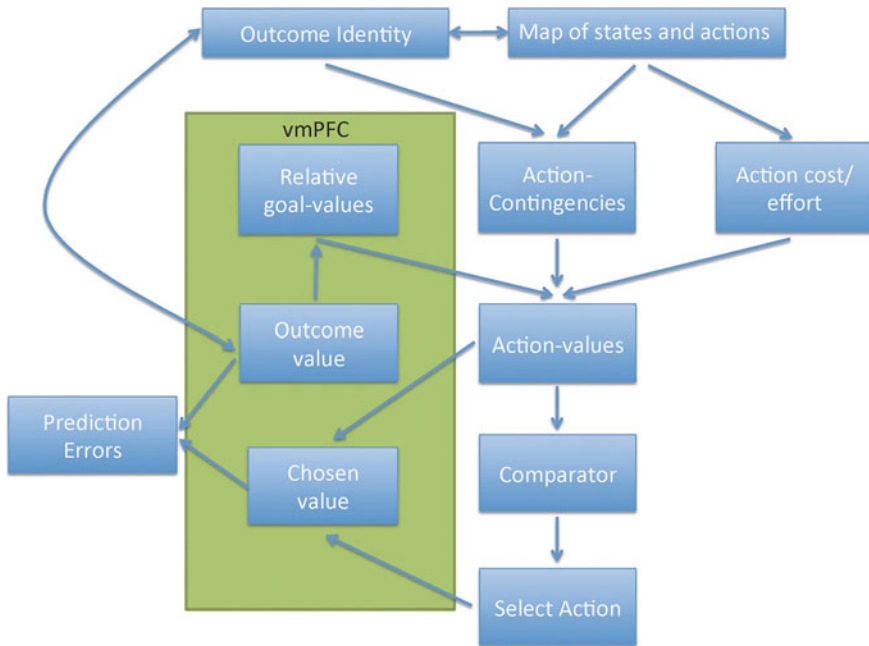 Outcome Identity
Map of states and actions
vmPFC
Relative
goal-values
Action-
Contingencies
Action cost/
effort
Outcome
value
Action-values
Prediction
Errors
Chosen
value
Comparator
Select Action